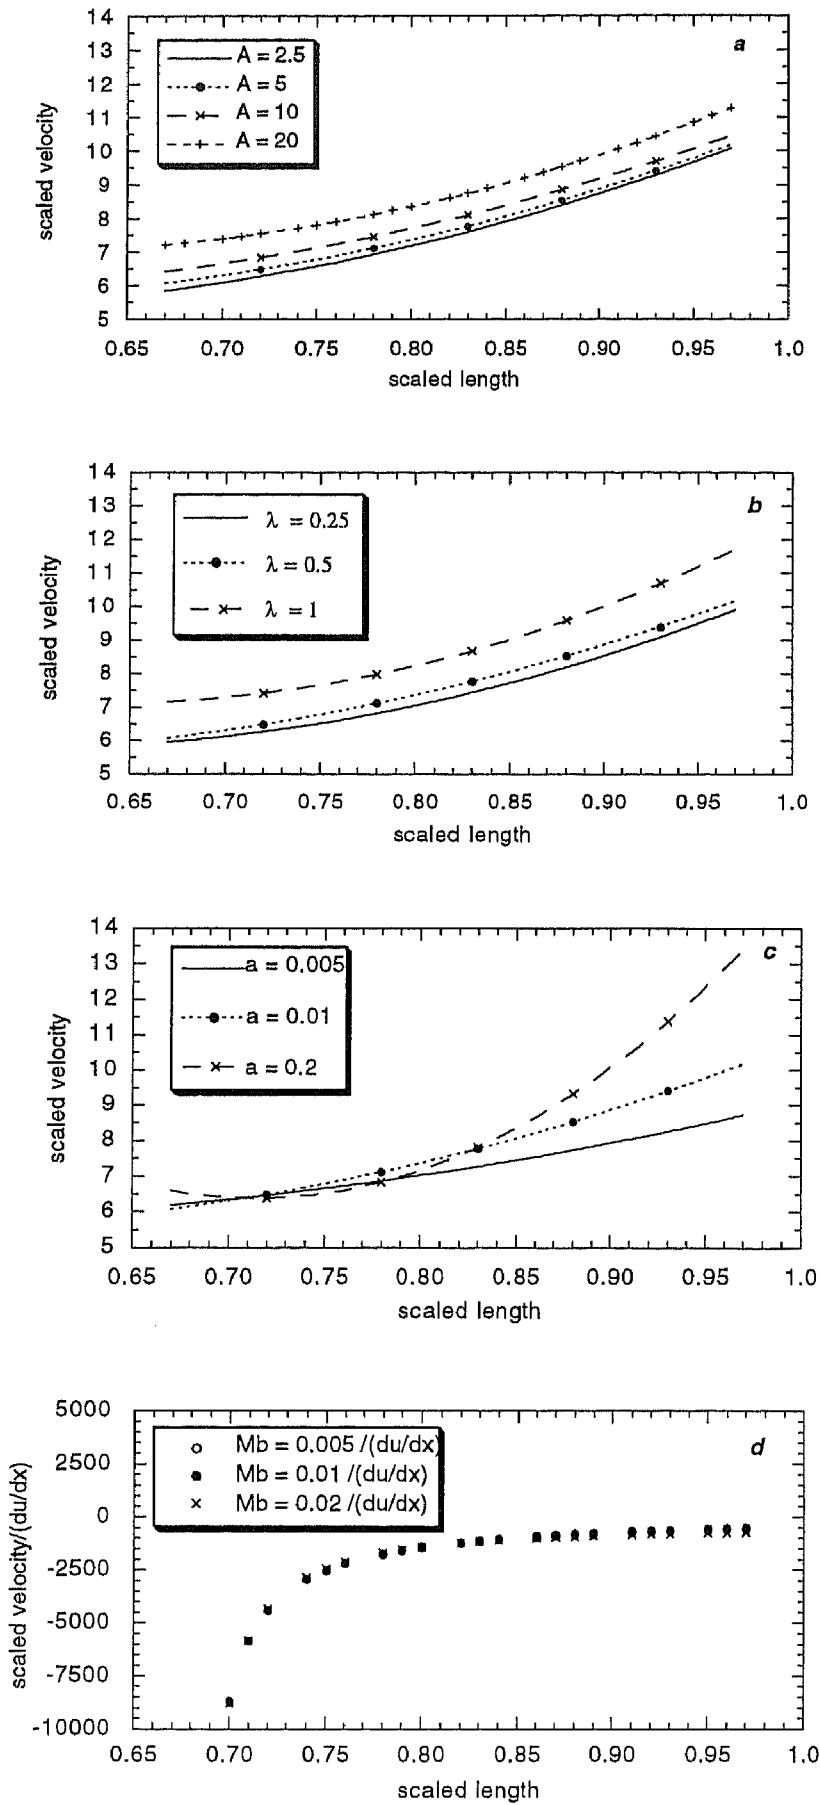 14
13
12
11
10
9
8
7
6
5
scaled velocity
A = 2.5
A = 5
A = 10
A = 20
a
0.65 0.70 0.75 0.80 0.85 0.90 0.95 1.0
scaled length
14
13
12
11
10
9
8
7
6
5
scaled velocity
λ = 0.25
λ = 0.5
λ = 1
b
0.65 0.70 0.75 0.80 0.85 0.90 0.95 1.0
scaled length
14
13
12
11
10
9
8
7
6
5
scaled velocity
a = 0.005
a = 0.01
a = 0.2
c
0.65 0.70 0.75 0.80 0.85 0.90 0.95 1.0
scaled length
5000
2500
0
-2500
-5000
-7500
-10000
scaled velocity/(du/dx)
Mb = 0.005 /(du/dx)
Mb = 0.01 /(du/dx)
Mb = 0.02 /(du/dx)
d
0.65 0.70 0.75 0.80 0.85 0.90 0.95 1.0
scaled length